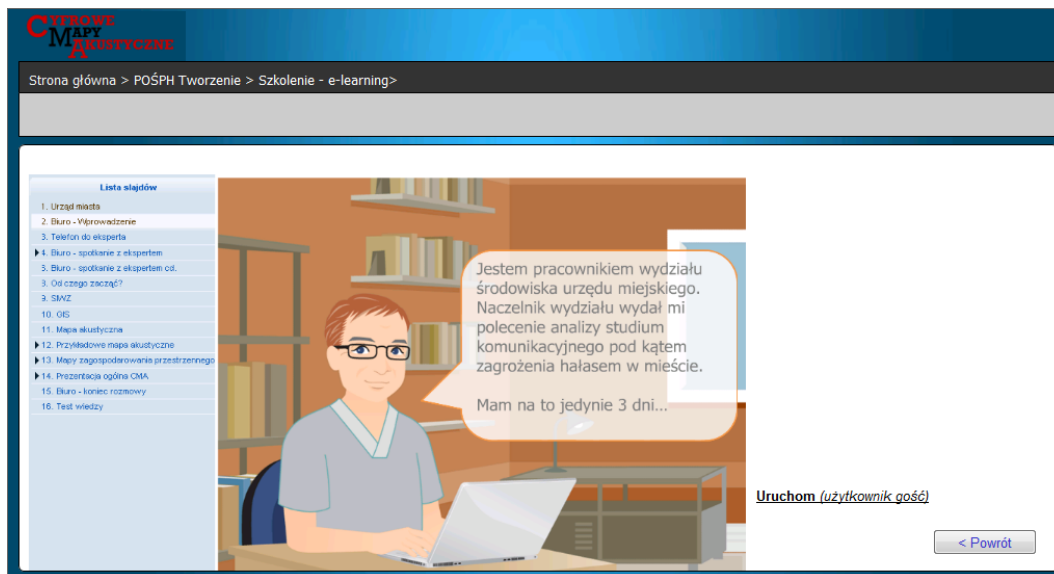 CYFROWE
MAPY
AKUSTYCZNE
Strona główna > POŚPH Tworzenie > Szkolenie - e-learning>
Lista slajdów
1. Urząd miasta
2. Biuro - Wprowadzenie
3. Telefon do eksperta
4. Biuro - spotkanie z ekspertem
5. Biuro - spotkanie z ekspertem cd.
8. Od czego zacząć?
9. SIWZ
10. GIS
11. Mapa akustyczna
12. Przykładowe mapa akustyczne
13. Mapy zagospodarowania przestrzennego
14. Prezentacja ogólna CMA
15. Biuro - koniec rozmowy
16. Test wiedzy
Jestem pracownikiem wydziału
środowiska urzędu miejskiego.
Naczelnik wydziału wydał mi
polecenie analizy studium
komunikacyjnego pod kątem
zagrożenia hałasem w mieście.
Mam na to jedynie 3 dni...
Uruchom (użytkownik gość)
< Powrót